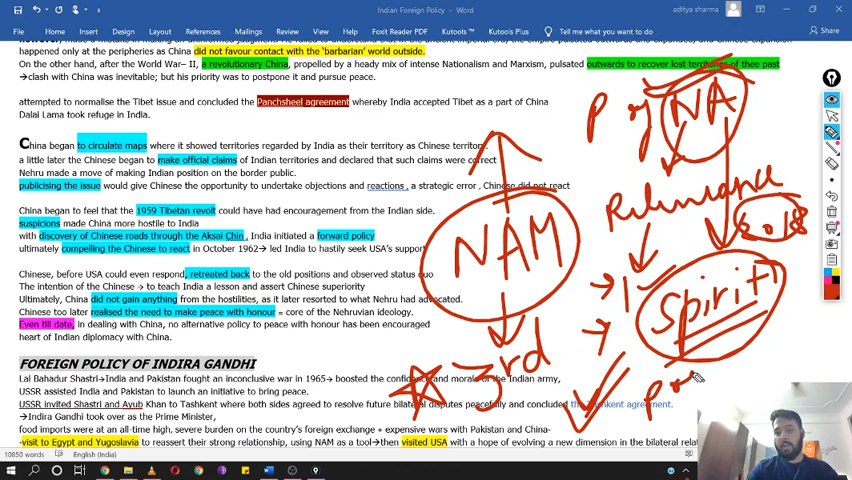 Indian Foreign Policy - Word
aditya sharma
File Home Insert Design Layout References Mailings Review View Foxit Reader PDF Kutools ™ Kutools Plus Tell me what you want to do
happened only at the peripheries as China did not favour contact with the ‘barbarian’ world outside.
On the other hand, after the World War– II, a revolutionary China, propelled by a heady mix of intense Nationalism and Marxism, pulsated outwards to recover lost territories of thee past
→clash with China was inevitable; but his priority was to postpone it and pursue peace.
attempted to normalise the Tibet issue and concluded the Panchsheel agreement whereby India accepted Tibet as a part of China
Dalai Lama took refuge in India.
China began to circulate maps where it showed territories regarded by India as their territory as Chinese territory.
a little later the Chinese began to make official claims of Indian territories and declared that such claims were correct
Nehru made a move of making Indian position on the border public.
publicising the issue would give Chinese the opportunity to undertake objections and reactions , a strategic error , Chinese did not react
China began to feel that the 1959 Tibetan revolt could have had encouragement from the Indian side.
suspicions made China more hostile to India
with discovery of Chinese roads through the Aksai Chin , India initiated a forward policy
ultimately compelling the Chinese to react in October 1962→ led India to hastily seek USA’s support
Chinese, before USA could even respond, retreated back to the old positions and observed status quo
The intention of the Chinese → to teach India a lesson and assert Chinese superiority
Ultimately, China did not gain anything from the hostilities, as it later resorted to what Nehru had advocated.
Chinese too later realised the need to make peace with honour = core of the Nehruvian ideology.
Even till date, in dealing with China, no alternative policy to peace with honour has been encouraged
heart of Indian diplomacy with China.
FOREIGN POLICY OF INDIRA GANDHI
Lal Bahadur Shastri→India and Pakistan fought an inconclusive war in 1965→ boosted the confidence and morale of the Indian army,
USSR assisted India and Pakistan to launch an initiative to bring peace.
USSR invited Shastri and Ayub Khan to Tashkent where both sides agreed to resolve future bilateral disputes peacefully and concluded the Tashkent agreement.
→Indira Gandhi took over as the Prime Minister,
food imports were at an all-time high, severe burden on the country’s foreign exchange + expensive wars with Pakistan and China-
-visit to Egypt and Yugoslavia to reassert their strong relationship, using NAM as a tool→then visited USA with a hope of evolving a new dimension in the bilateral
P of NA
Relevance
2018
NAM
Spirit
3rd
10850 words English (India)